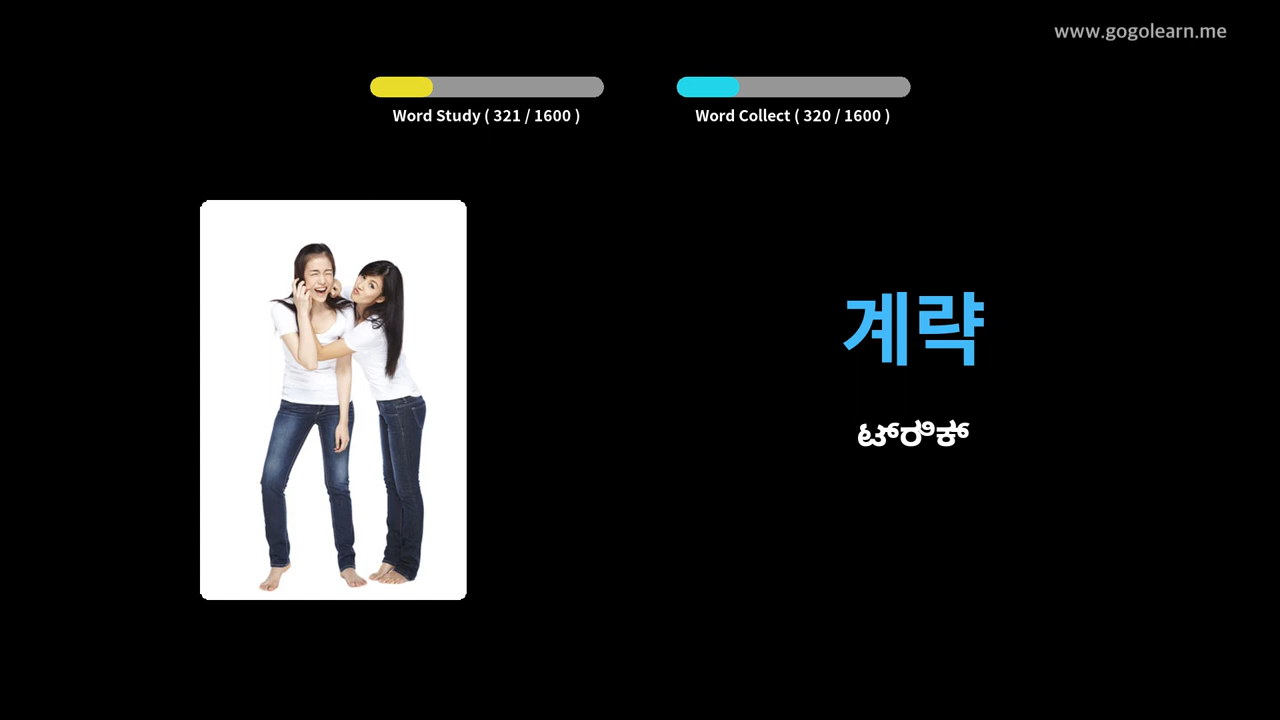 www.gogolearn.me
Word Study ( 321 / 1600 )
Word Collect ( 320 / 1600 )
계략
ಟ್ರಿಕ್